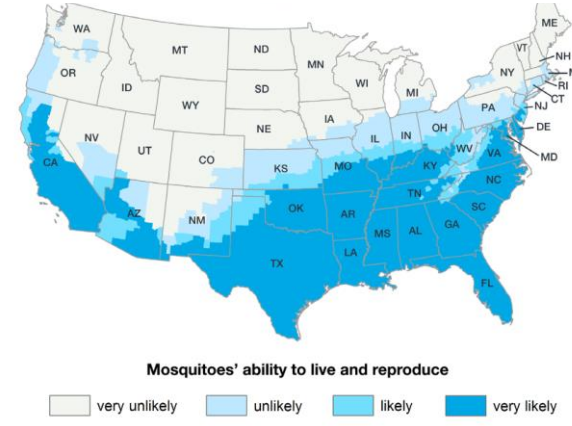 WA
ME
MT
ND
MN
VT
NH
OR
ID
SD
WI
MI
NY
RI
CT
WY
IA
PA
NJ
NE
NV
UT
CO
IL
IN
OH
DE
MD
CA
KS
MO
WV
VA
KY
NC
AZ
NM
OK
AR
TN
SC
TX
LA
MS
AL
GA
FL
Mosquitoes' ability to live and reproduce
very unlikely unlikely likely very likely